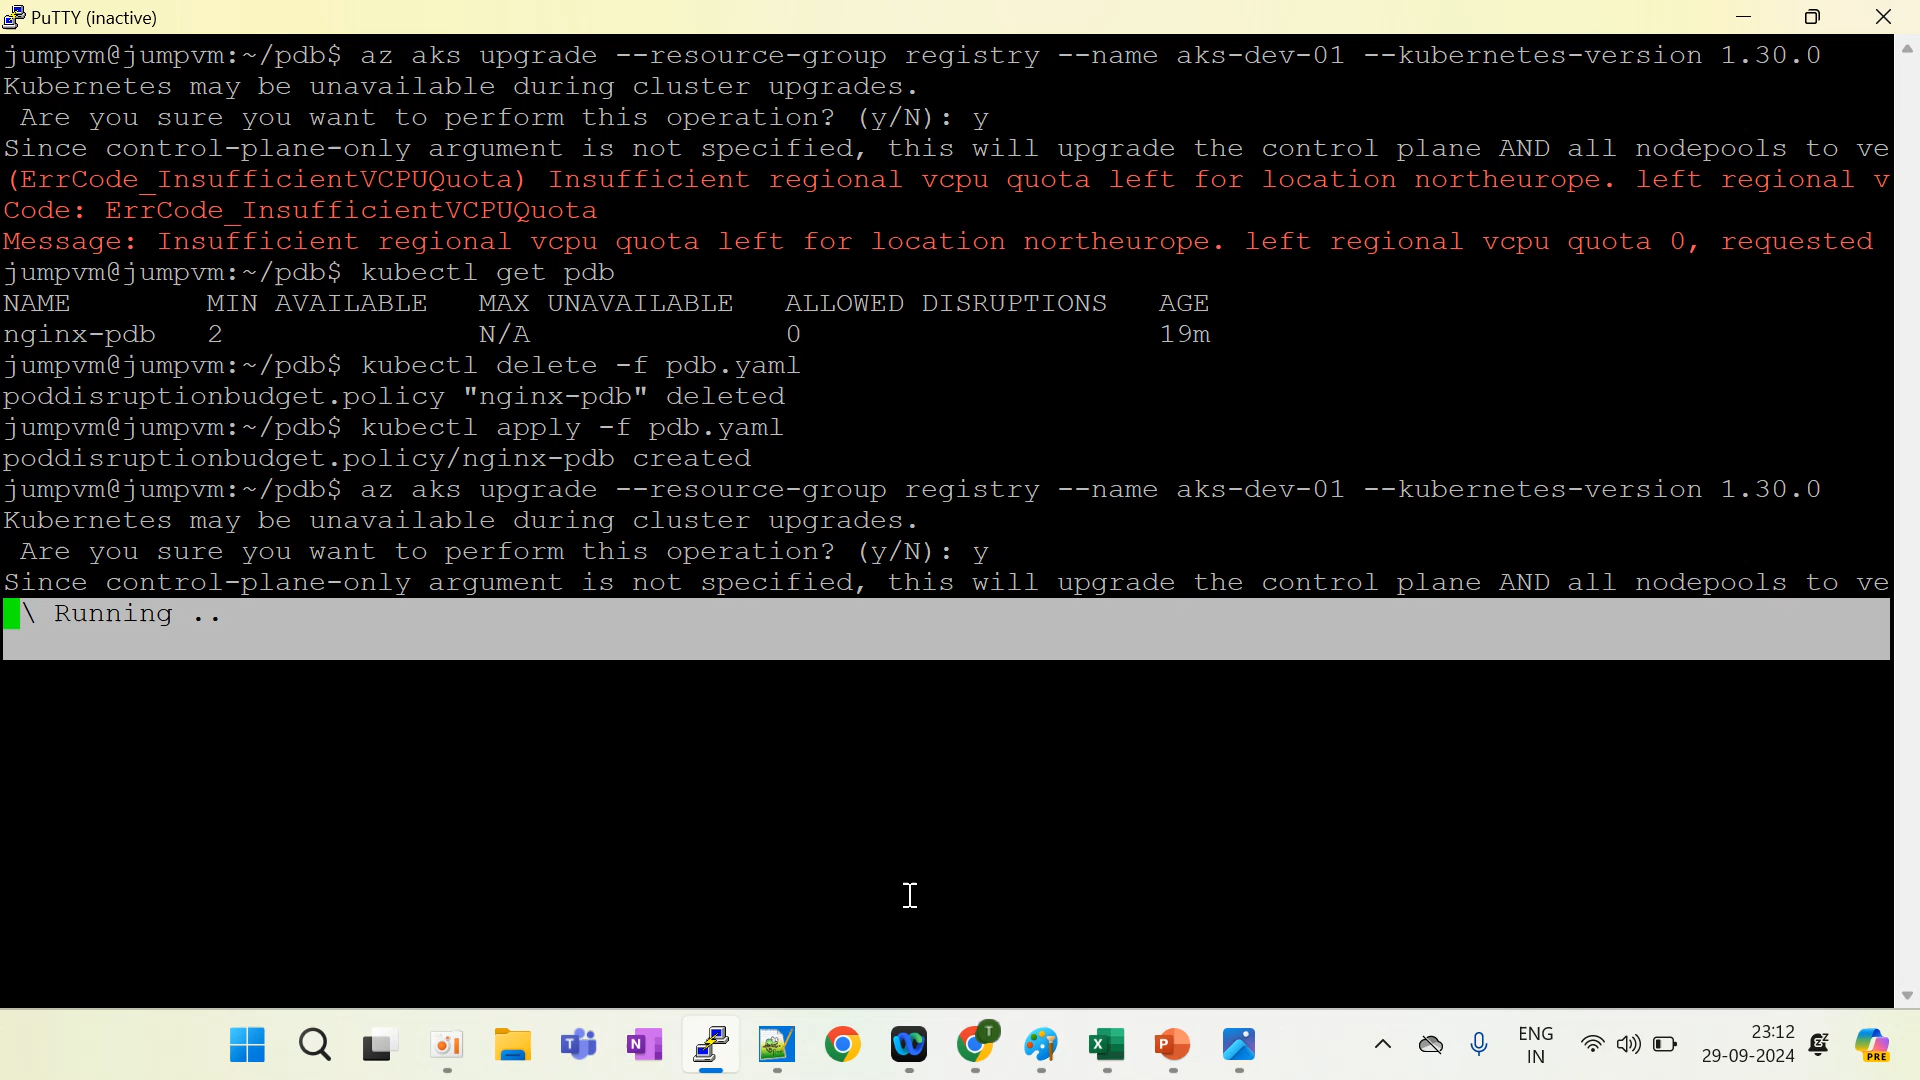 PuTTY (inactive)
jumpvm@jumpvm:~/pdb$ az aks upgrade --resource-group registry --name aks-dev-01 --kubernetes-version 1.30.0
Kubernetes may be unavailable during cluster upgrades.
 Are you sure you want to perform this operation? (y/N): y
Since control-plane-only argument is not specified, this will upgrade the control plane AND all nodepools to ve
(ErrCode_InsufficientVCPUQuota) Insufficient regional vcpu quota left for location northeurope. left regional v
Code: ErrCode_InsufficientVCPUQuota
Message: Insufficient regional vcpu quota left for location northeurope. left regional vcpu quota 0, requested
jumpvm@jumpvm:~/pdb$ kubectl get pdb
NAME        MIN AVAILABLE   MAX UNAVAILABLE   ALLOWED DISRUPTIONS   AGE
nginx-pdb   2               N/A               0                     19m
jumpvm@jumpvm:~/pdb$ kubectl delete -f pdb.yaml
poddisruptionbudget.policy "nginx-pdb" deleted
jumpvm@jumpvm:~/pdb$ kubectl apply -f pdb.yaml
poddisruptionbudget.policy/nginx-pdb created
jumpvm@jumpvm:~/pdb$ az aks upgrade --resource-group registry --name aks-dev-01 --kubernetes-version 1.30.0
Kubernetes may be unavailable during cluster upgrades.
 Are you sure you want to perform this operation? (y/N): y
Since control-plane-only argument is not specified, this will upgrade the control plane AND all nodepools to ve
\ Running ..
T
ENG
IN
23:12
29-09-2024
PRE